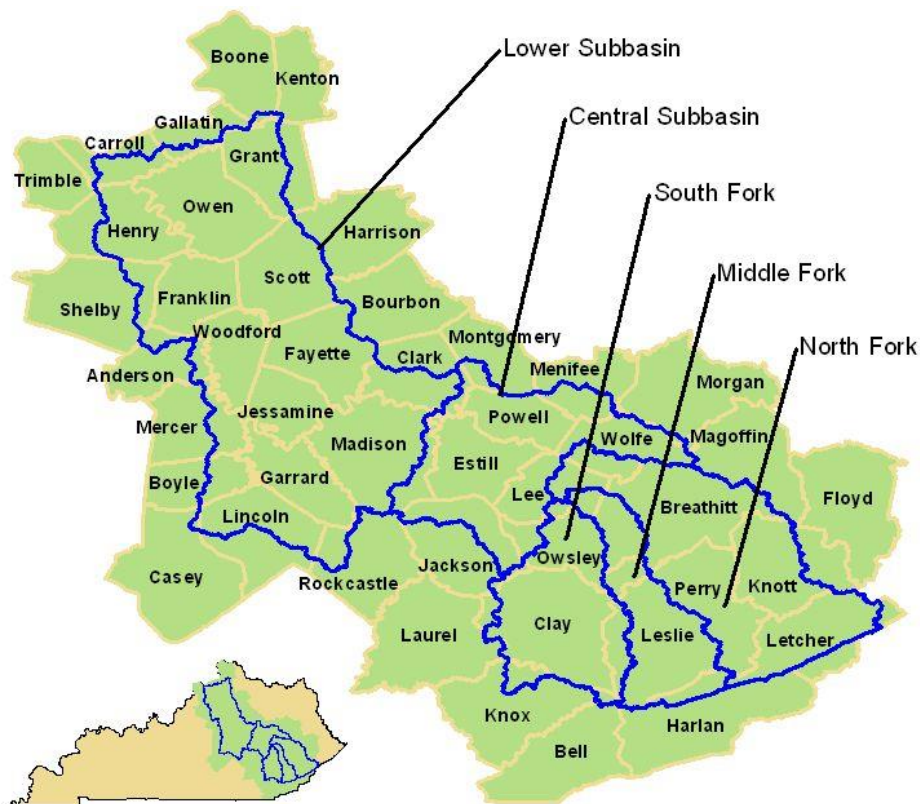 Boone
Lower Subbasin
Kenton
Gallatin
Central Subbasin
Carroll
Grant
Trimble
South Fork
Owen
Henry
Harrison
Scott
Middle Fork
Franklin
Bourbon
Shelby
Woodford
Montgomery
North Fork
Fayette
Clark
Menifee
Anderson
Morgan
Jessamine
Powell
Mercer
Madison
Wolfe
Magoffin
Estill
Garrard
Boyle
Lee
Floyd
Breathitt
Lincoln
Owsley
Jackson
Casey
Rockcastle
Perry
Knott
Clay
Laurel
Leslie
Letcher
Knox
Harlan
Bell